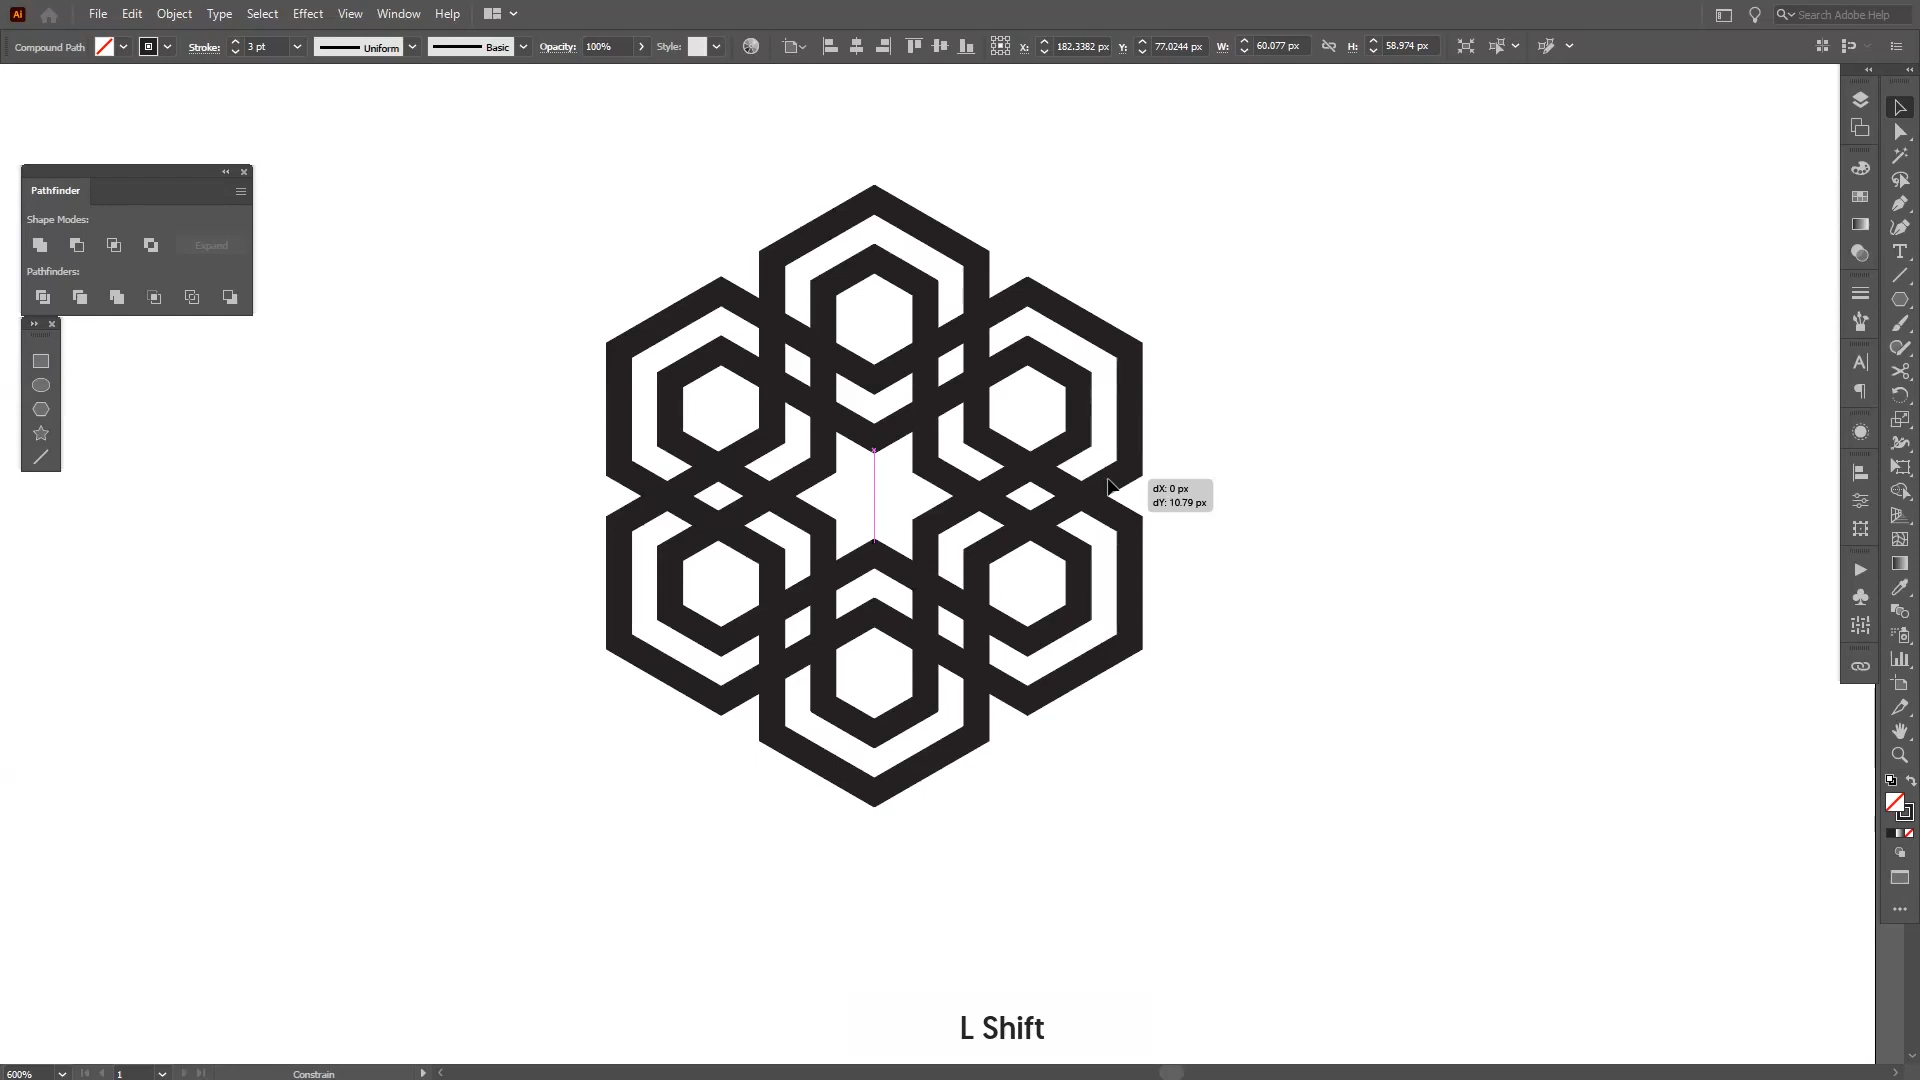 Ai File Edit Object Type Select Effect View Window Help Search Adobe Help
Compound Path Stroke: 3 pt Uniform Basic Opacity: 100% Style: X: 182.3382 px Y: 77.0244 px W: 60.077 px H: 58.974 px
Pathfinder
Shape Modes:
Expand
Pathfinders:
dX: 0 px
dY: 10.79 px
L Shift
600% 1 Constrain